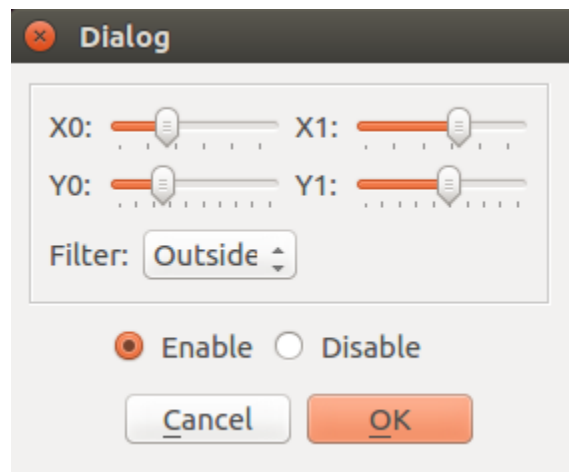 Dialog
X0: X1:
Y0: Y1:
Filter: Outside
Enable Disable
Cancel OK